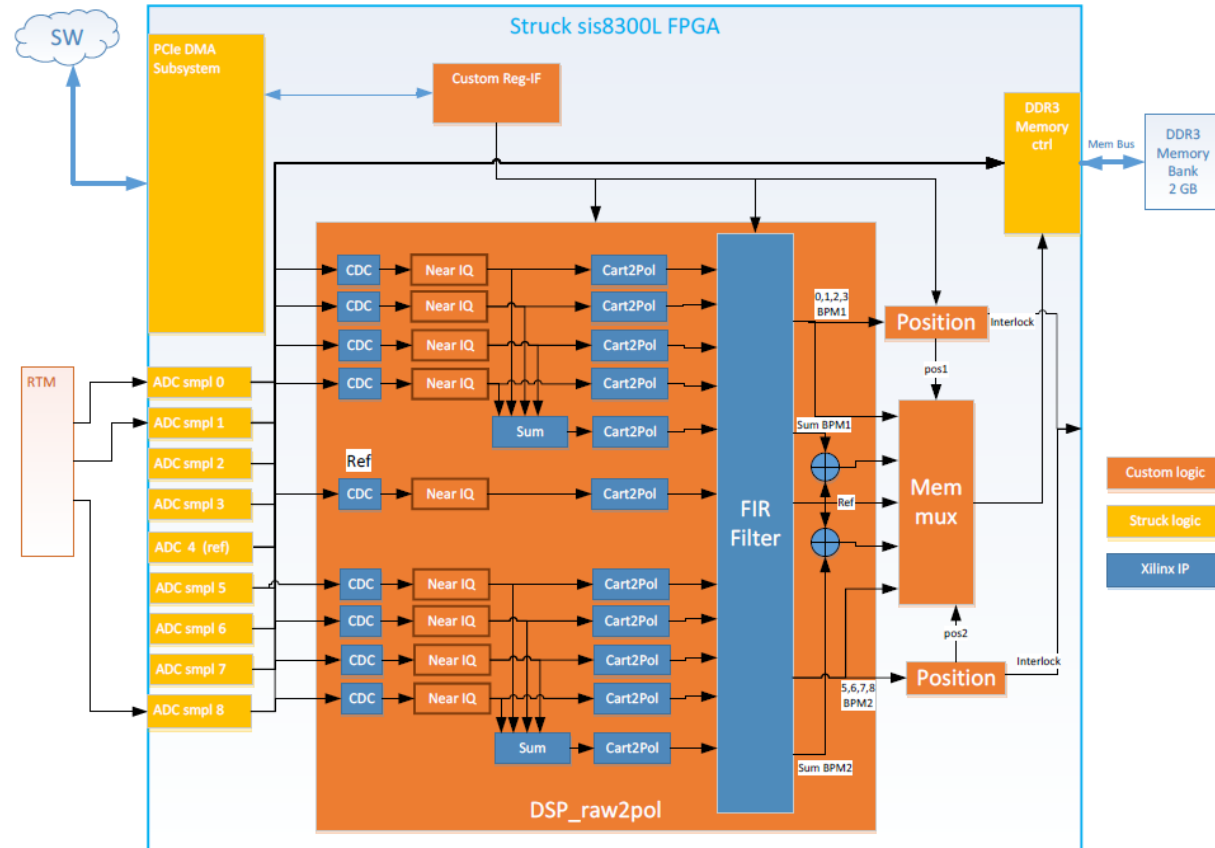 Struck sis8300L FPGA
SW
PCIe DMA
Subsystem
Custom Reg-IF
DDR3
Memory
ctrl
Mem Bus
DDR3
Memory
Bank
2 GB
CDC
Near IQ
Cart2Pol
CDC
Near IQ
Cart2Pol
CDC
Near IQ
Cart2Pol
CDC
Near IQ
Cart2Pol
Sum
Cart2Pol
Ref
CDC
Near IQ
Cart2Pol
CDC
Near IQ
Cart2Pol
CDC
Near IQ
Cart2Pol
CDC
Near IQ
Cart2Pol
CDC
Near IQ
Cart2Pol
Sum
Cart2Pol
FIR
Filter
DSP_raw2pol
0,1,2,3
BPM1
Position
Interlock
pos1
Sum BPM1
Ref
Mem
mux
pos2
Interlock
5,6,7,8
BPM2
Position
Sum BPM2
RTM
ADC smpl 0
ADC smpl 1
ADC smpl 2
ADC smpl 3
ADC 4 (ref)
ADC smpl 5
ADC smpl 6
ADC smpl 7
ADC smpl 8
Custom logic
Struck logic
Xilinx IP